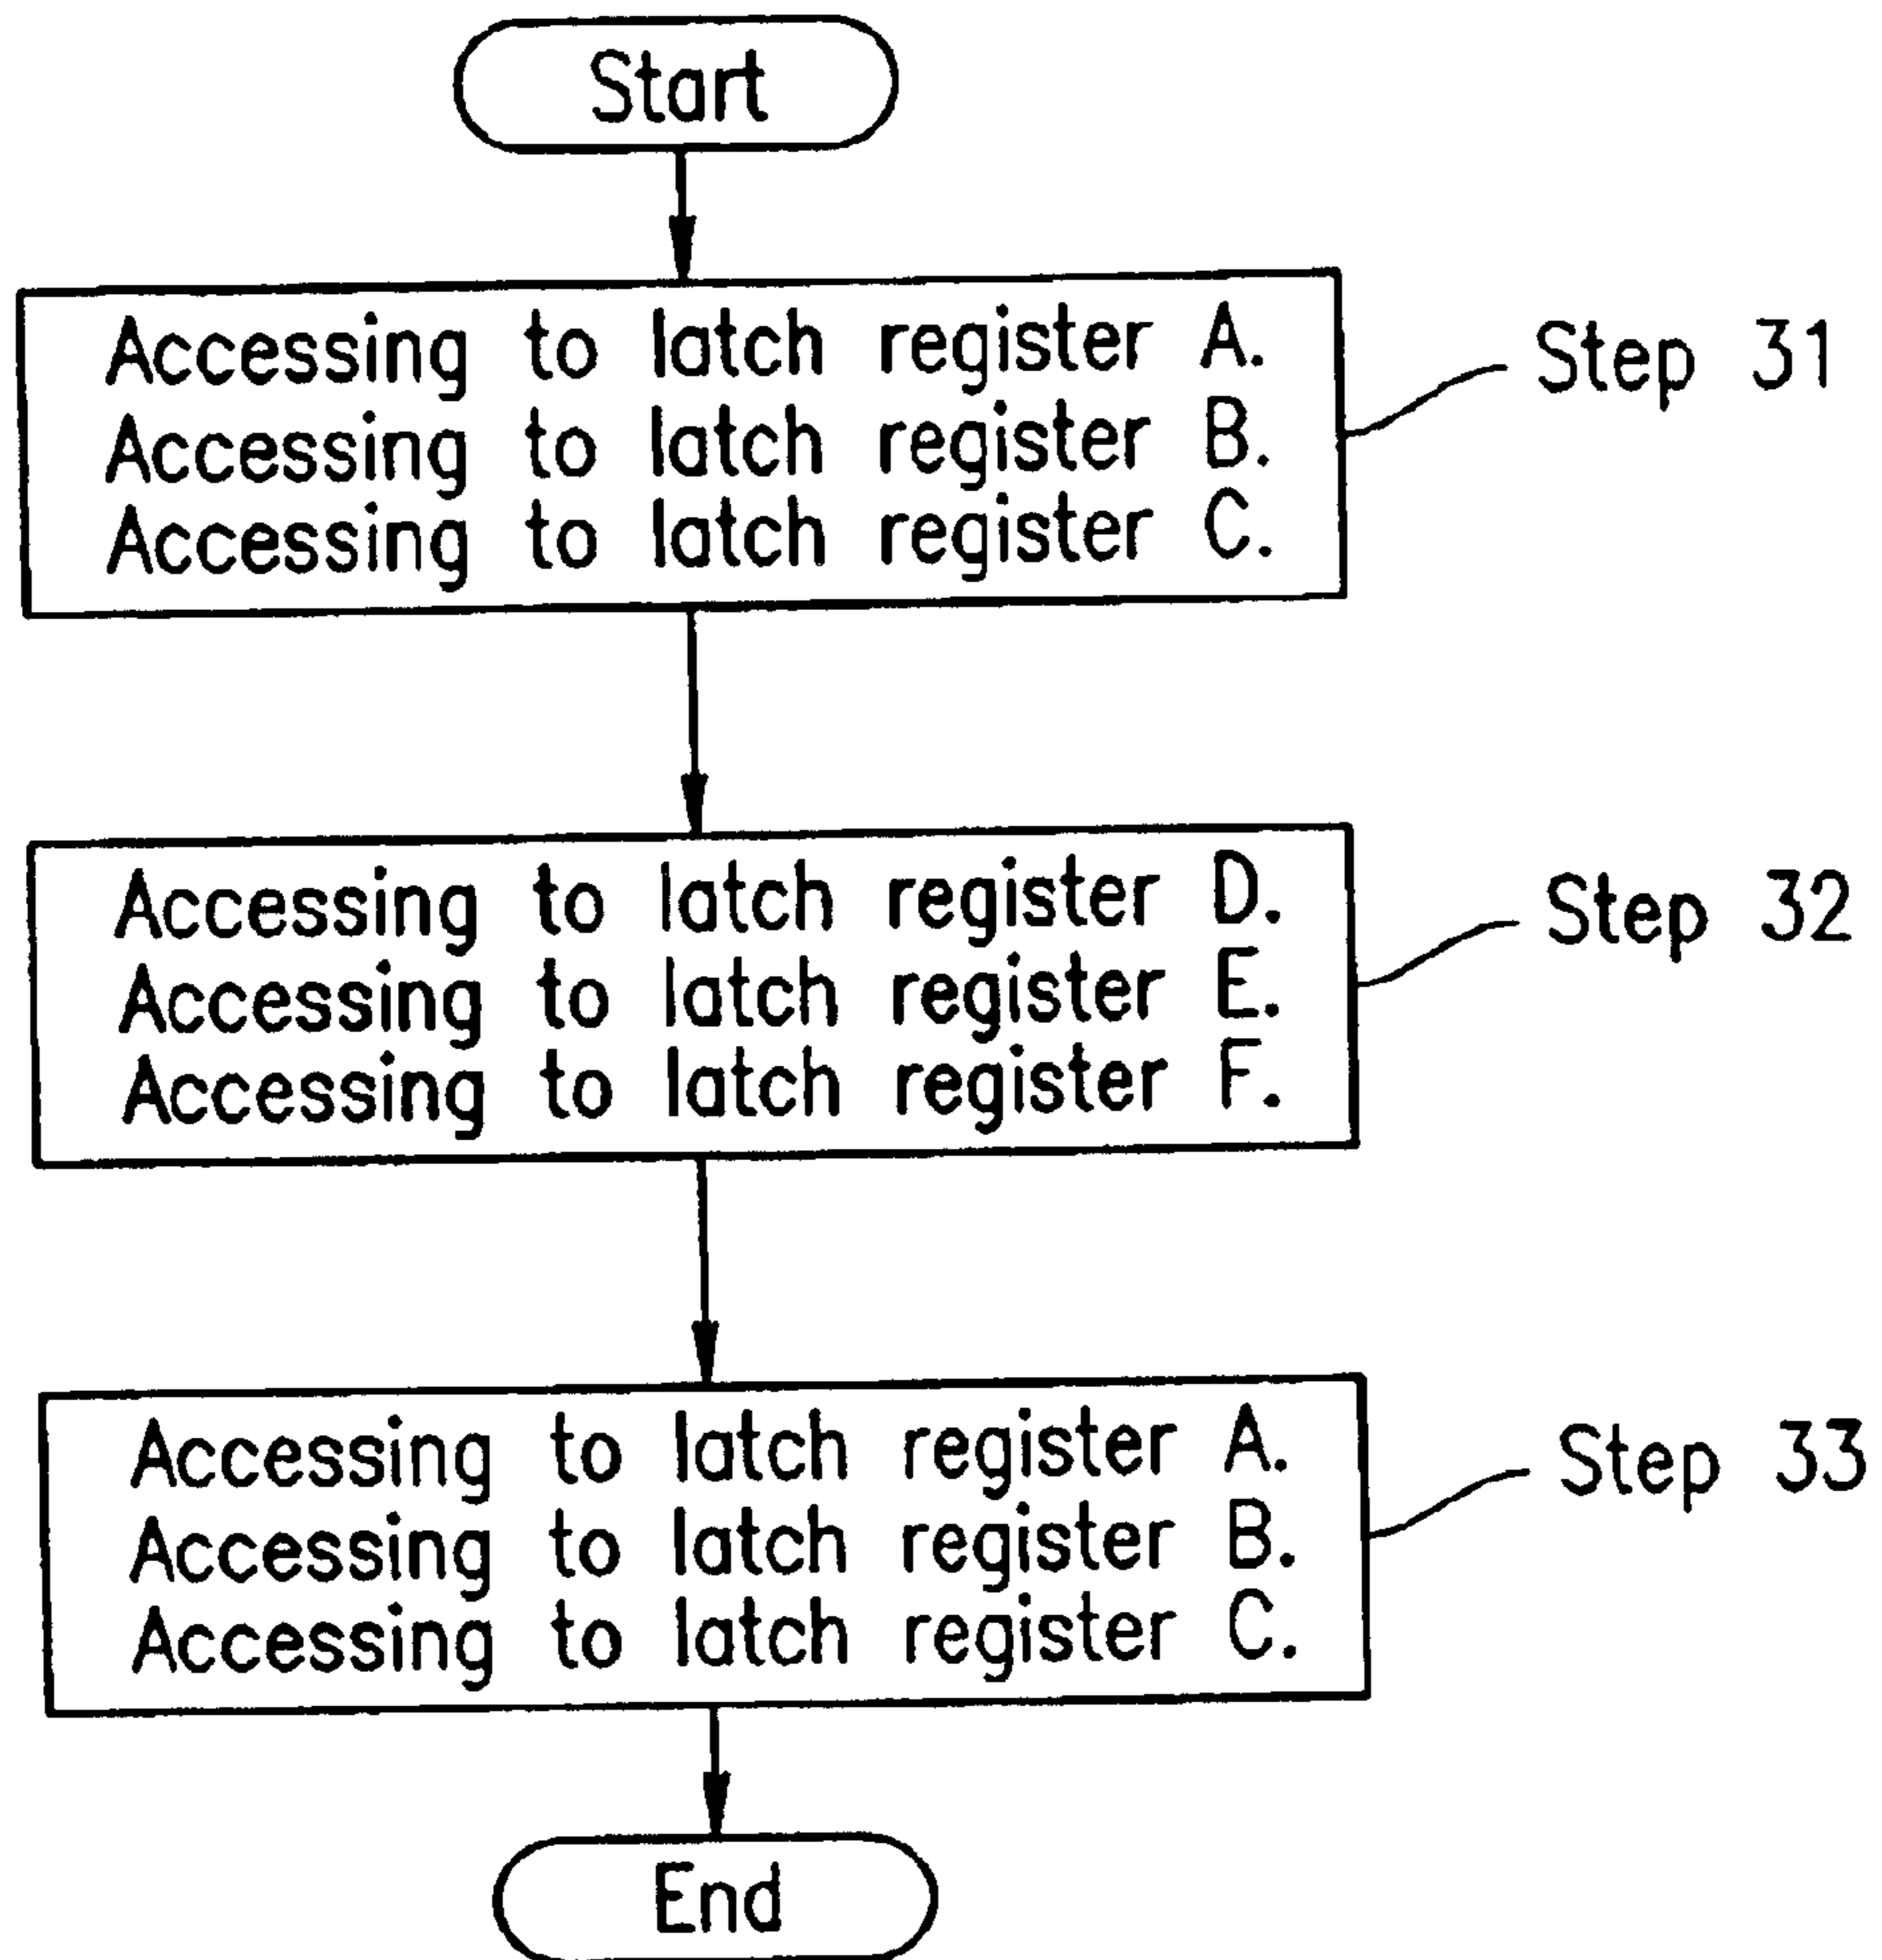 Start
Accessing to latch register A.
Accessing to latch register B.
Accessing to latch register C.
Step 31
Accessing to latch register D.
Accessing to latch register E.
Accessing to latch register F.
Step 32
Accessing to latch register A.
Accessing to latch register B.
Accessing to latch register C.
Step 33
End